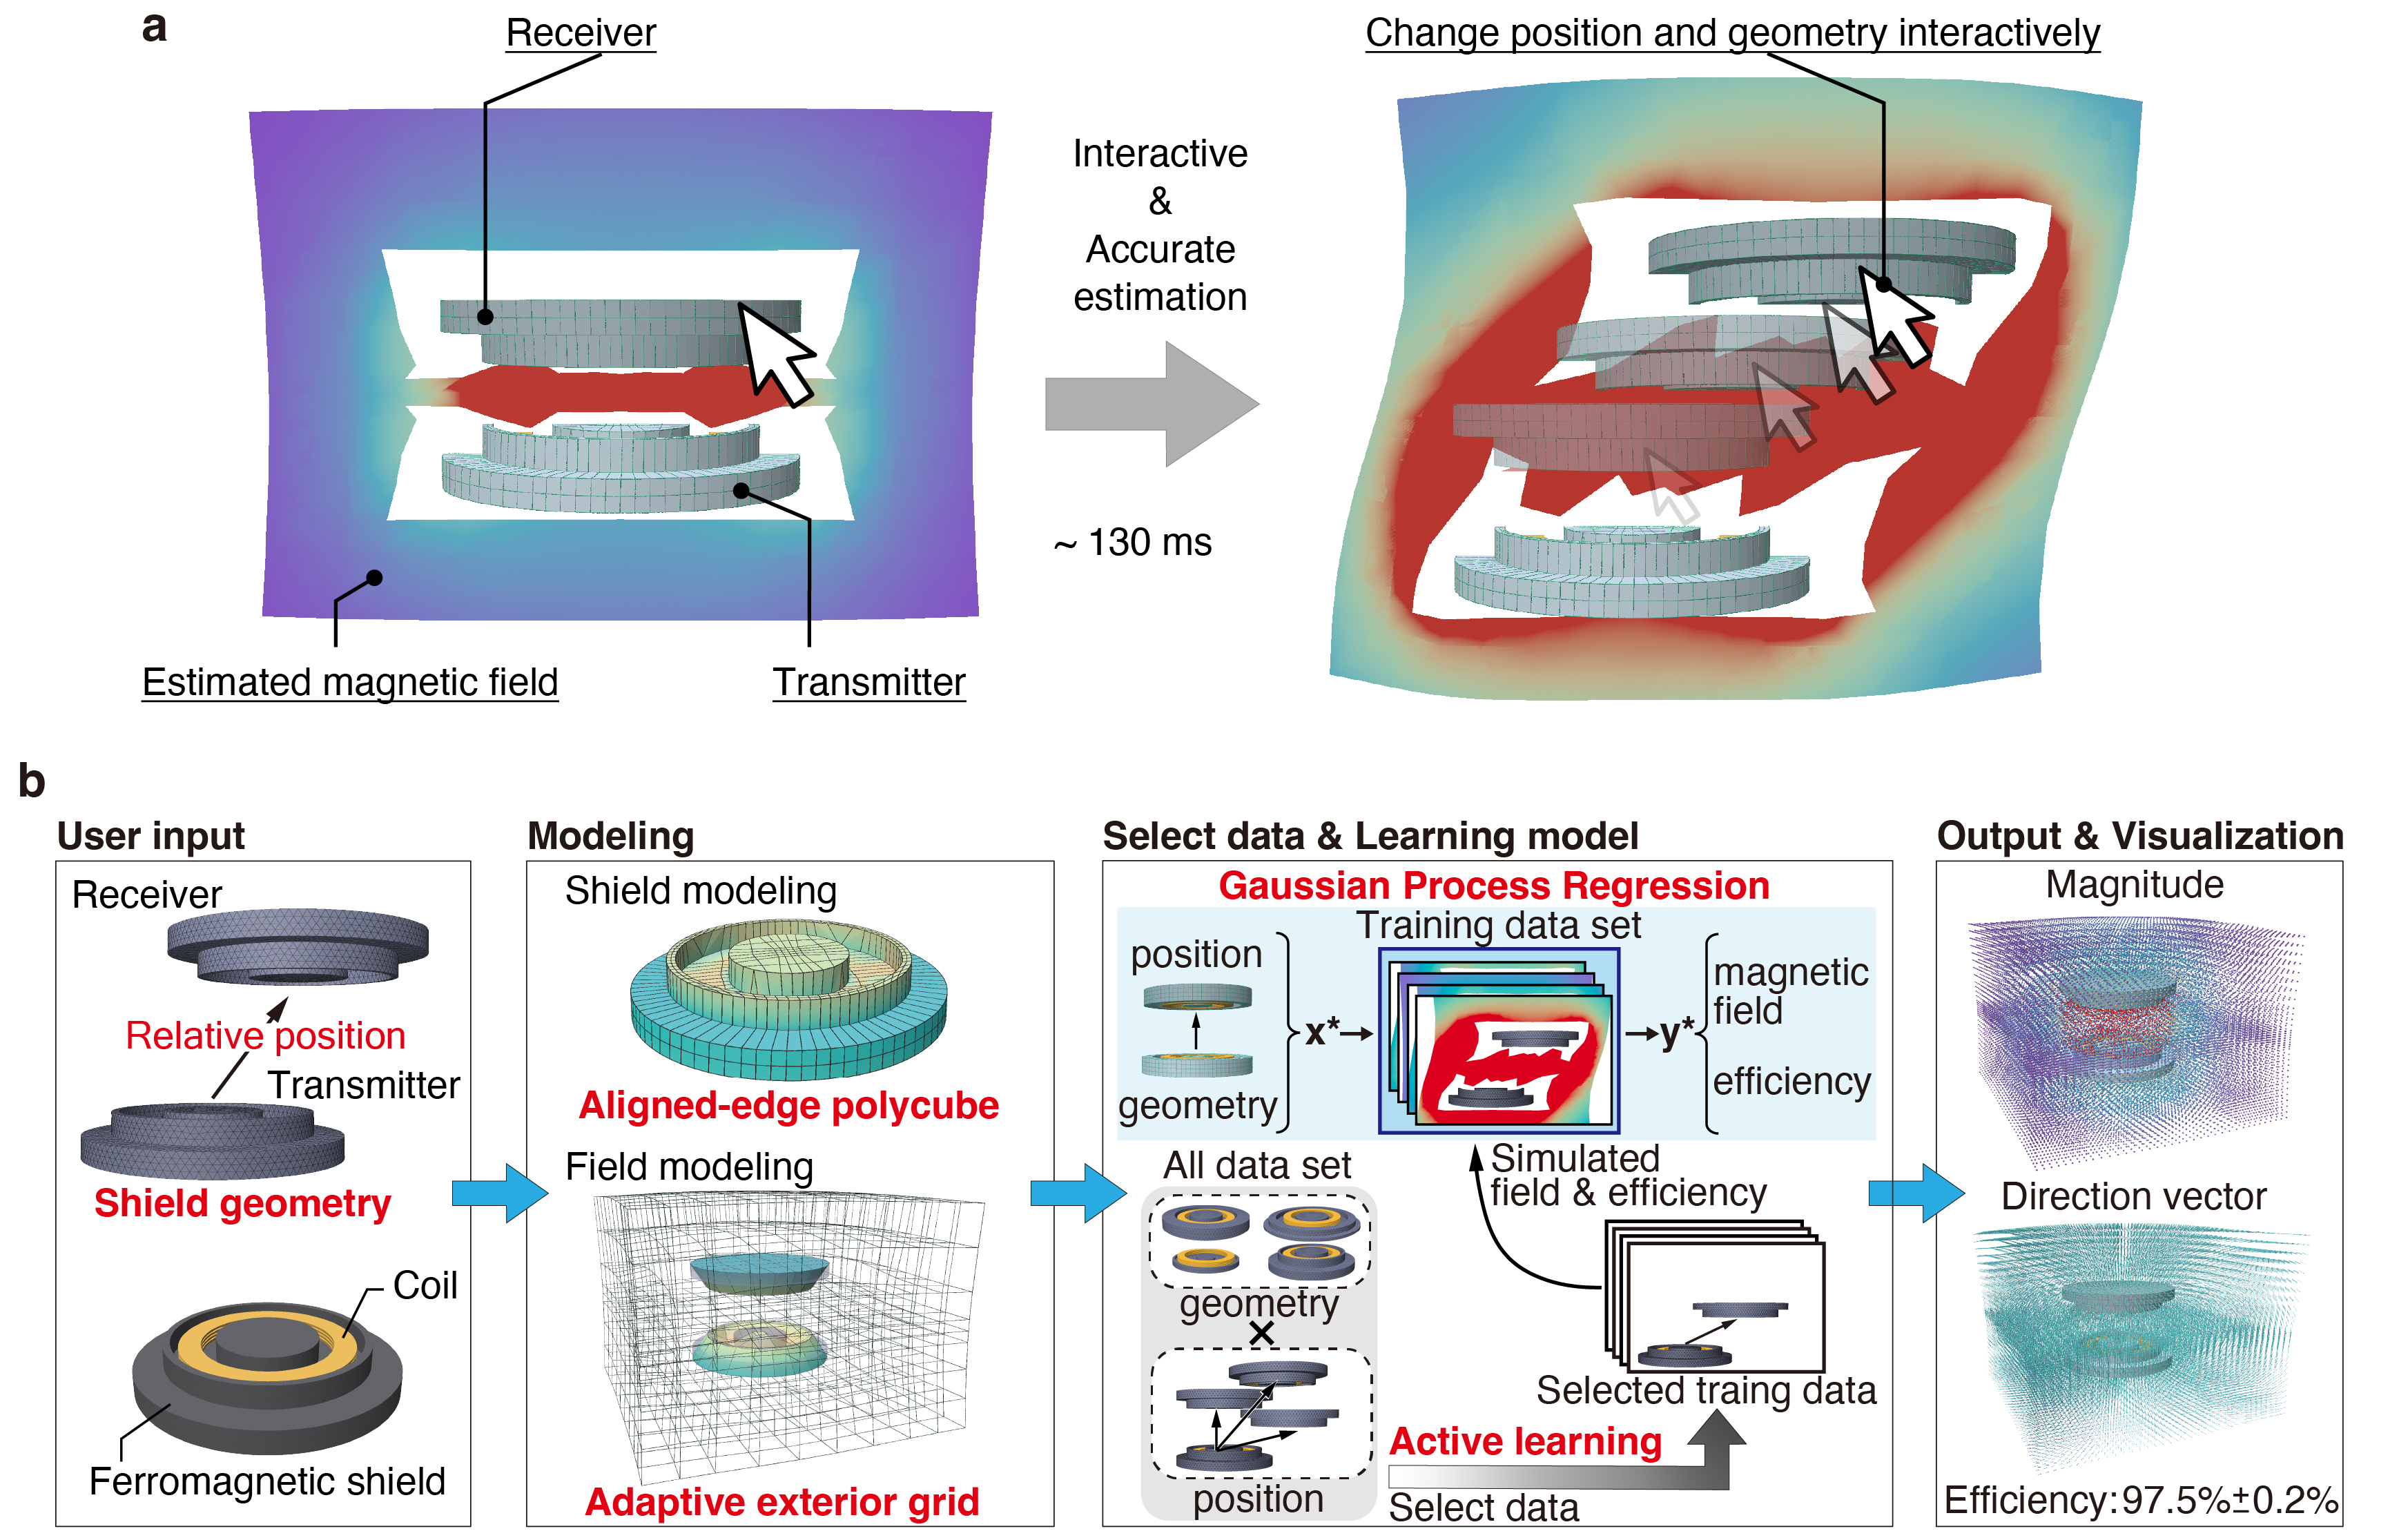 a
Receiver
Change position and geometry interactively
Interactive
&
Accurate
estimation
~ 130 ms
Estimated magnetic field
Transmitter
b
User input
Receiver
Relative position
Transmitter
Shield geometry
Coil
Ferromagnetic shield
Modeling
Shield modeling
Aligned-edge polycube
Field modeling
Adaptive exterior grid
Select data & Learning model
Gaussian Process Regression
Training data set
position
geometry
x*
y*
magnetic
field
efficiency
All data set
geometry
×
position
Simulated
field & efficiency
Selected traing data
Active learning
Select data
Output & Visualization
Magnitude
Direction vector
Efficiency:97.5%±0.2%